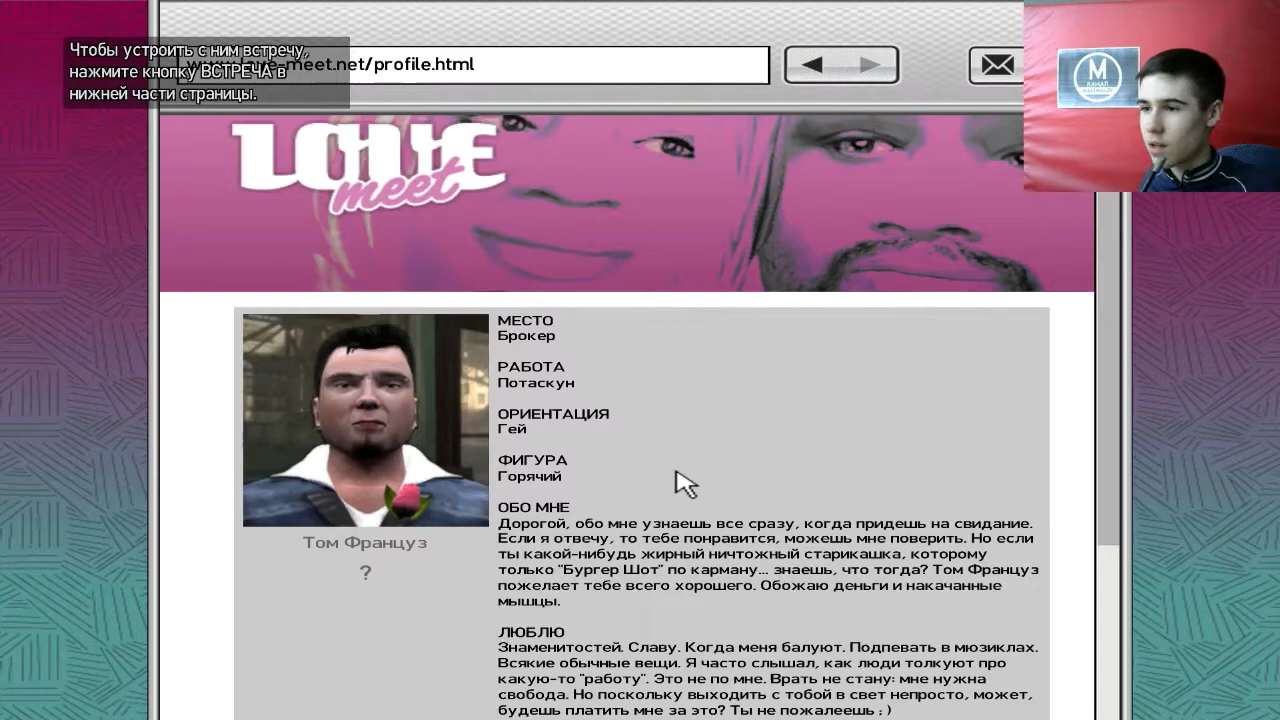 Чтобы устроить с ним встречу,
нажмите кнопку ВСТРЕЧА в
нижней части страницы.
www.love-meet.net/profile.html
М
КАНАЛ
LOVE
meet
МЕСТО
Брокер
РАБОТА
Потаскун
ОРИЕНТАЦИЯ
Гей
ФИГУРА
Горячий
ОБО МНЕ
Дорогой, обо мне узнаешь все сразу, когда придешь на свидание.
Если я отвечу, то тебе понравится, можешь мне поверить. Но если
ты какой-нибудь жирный ничтожный старикашка, которому
только "Бургер Шот" по карману... знаешь, что тогда? Том Француз
пожелает тебе всего хорошего. Обожаю деньги и накачанные
мышцы.
Том Француз
?
ЛЮБЛЮ
Знаменитостей. Славу. Когда меня балуют. Подпевать в мюзиклах.
Всякие обычные вещи. Я часто слышал, как люди толкуют про
какую-то "работу". Это не по мне. Врать не стану: мне нужна
свобода. Но поскольку выходить с тобой в свет непросто, может,
будешь платить мне за это? Ты не пожалеешь : )